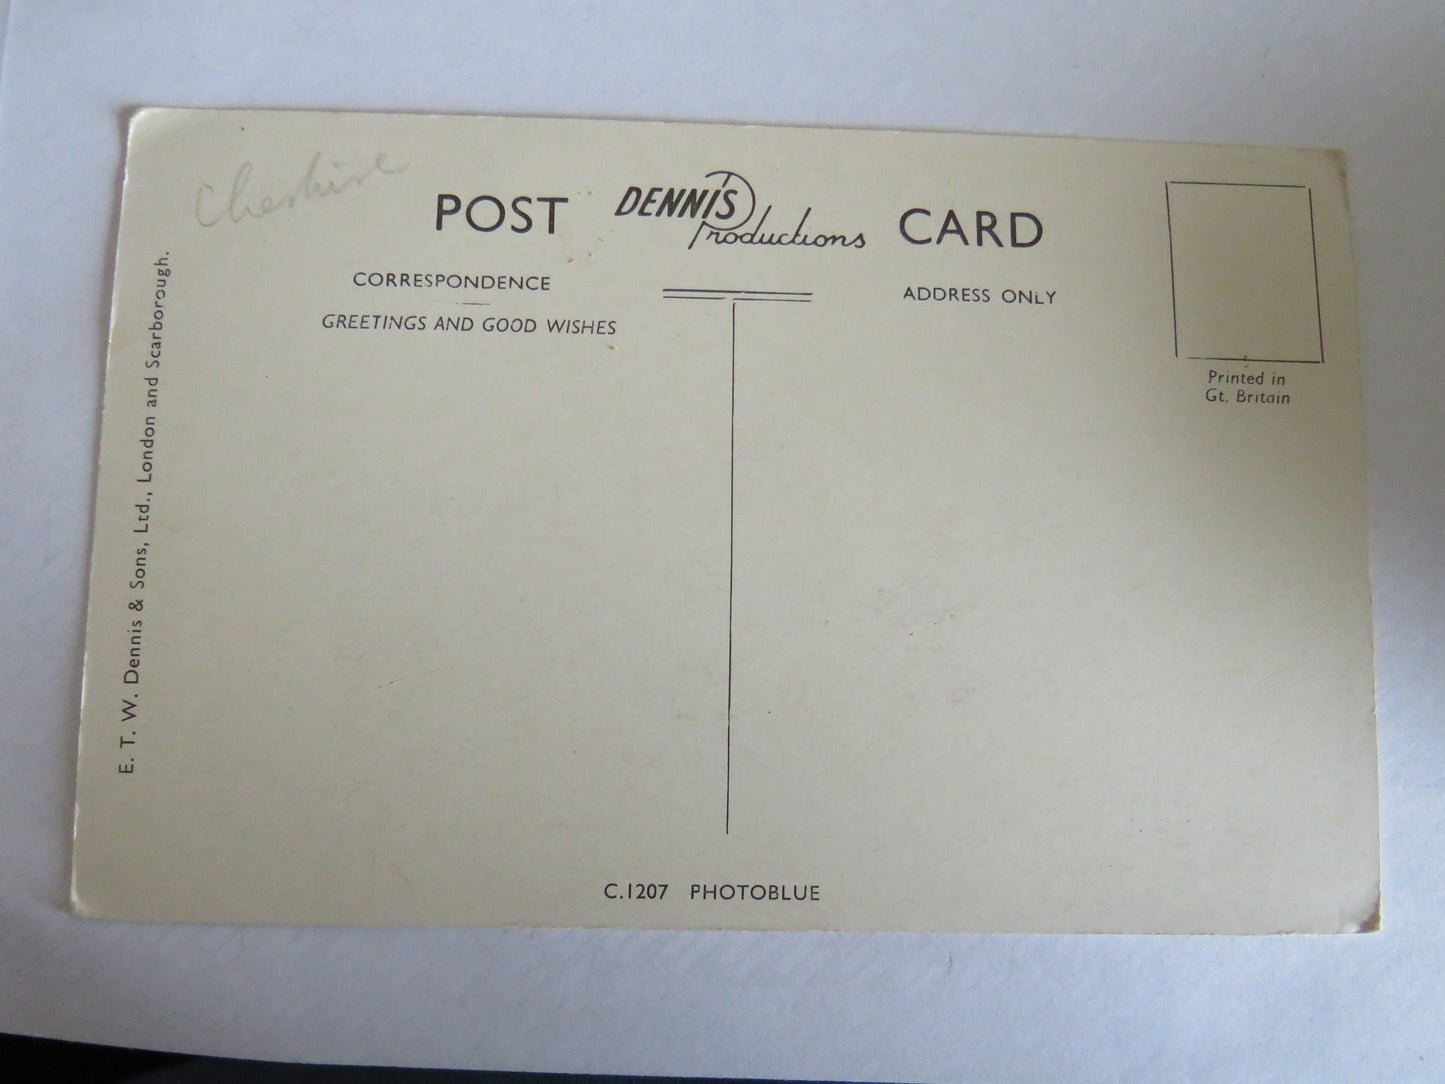 Cheshire
POST DENNIS Productions CARD
CORRESPONDENCE
GREETINGS AND GOOD WISHES
ADDRESS ONLY
Printed in
Gt. Britain
E. T. W. Dennis & Sons, Ltd., London and Scarborough.
C.1207 PHOTOBLUE